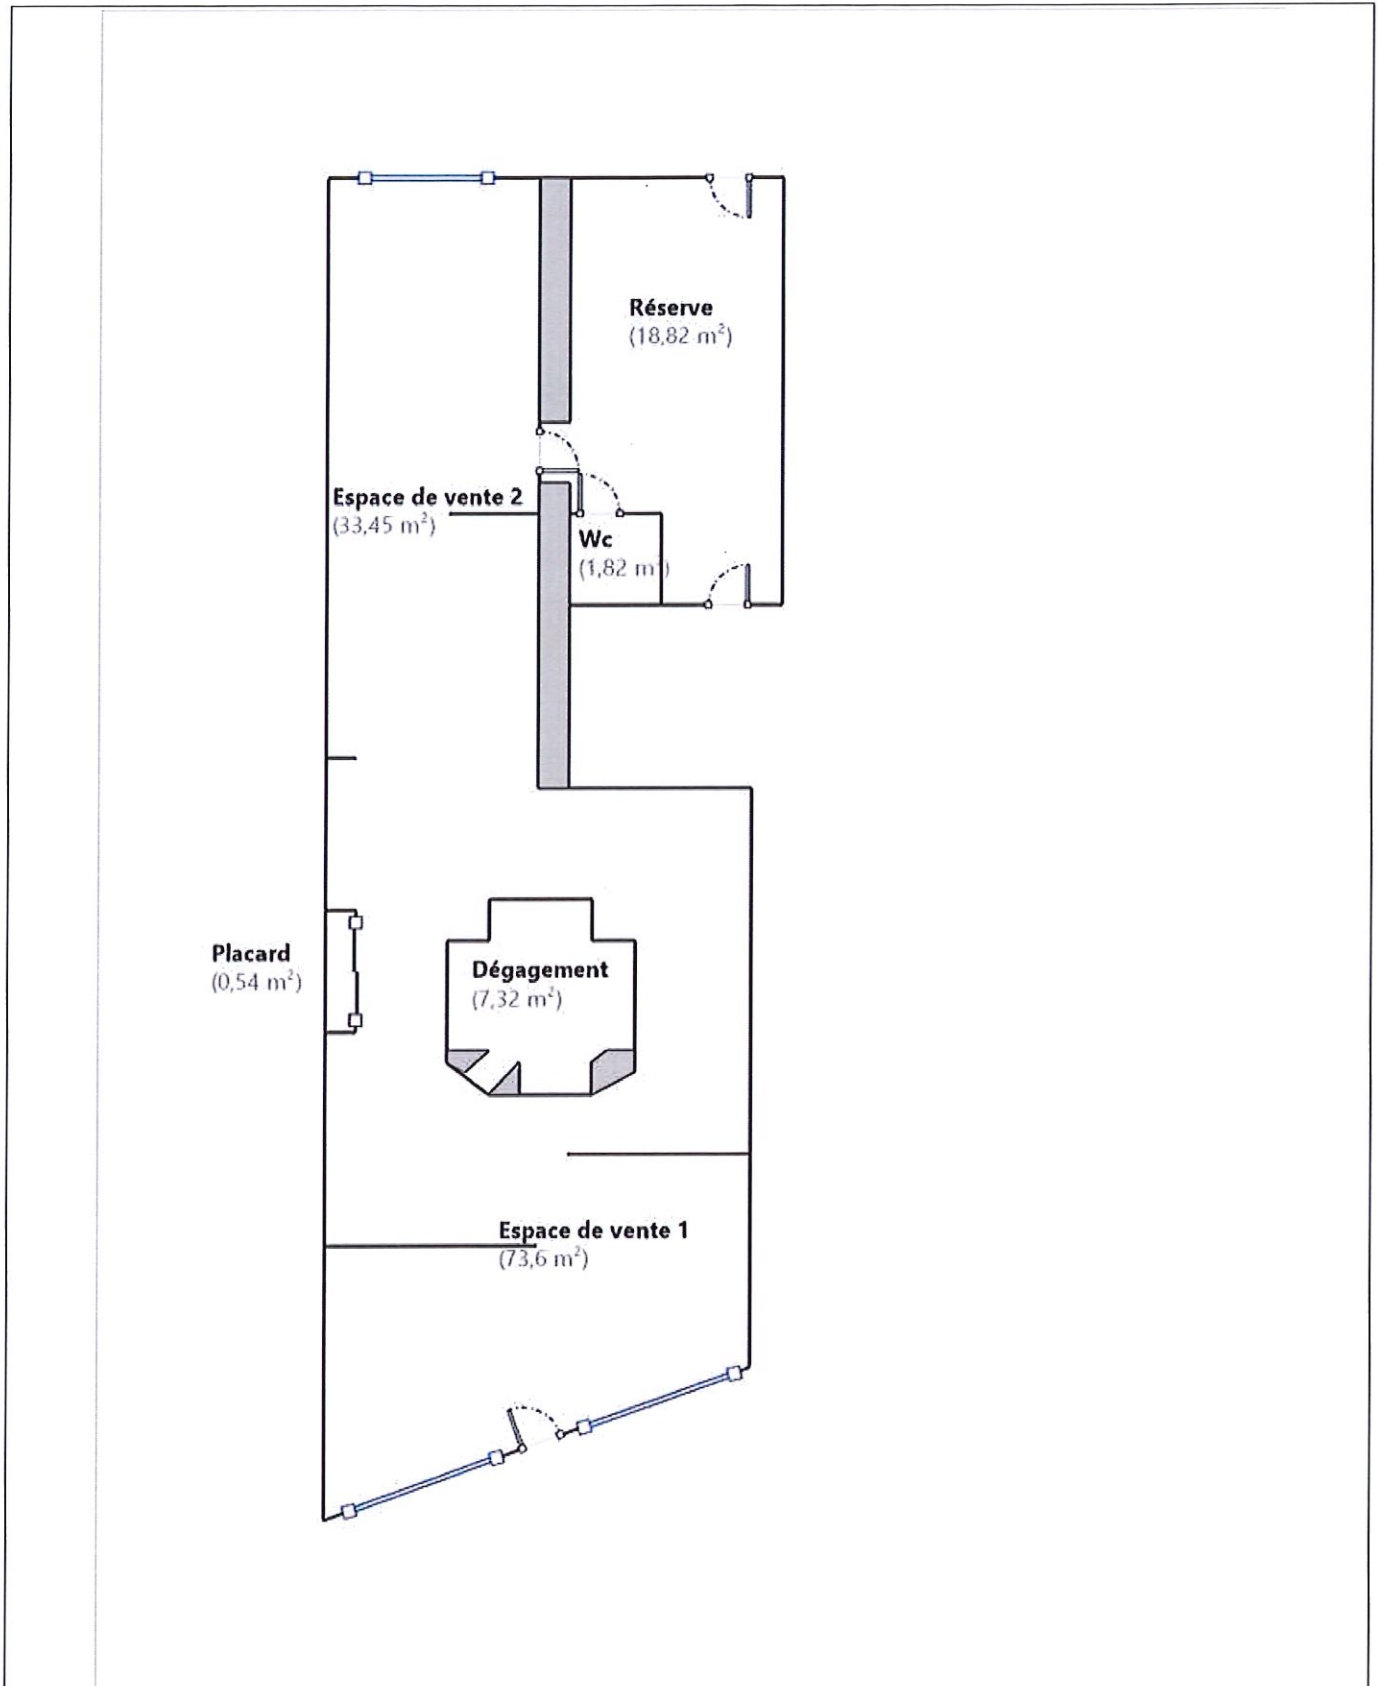 Réserve
(18,82 m²)
Espace de vente 2
(33,45 m²)
Wc
(1,82 m²)
Placard
(0,54 m²)
Dégagement
(7,32 m²)
Espace de vente 1
(73,6 m²)